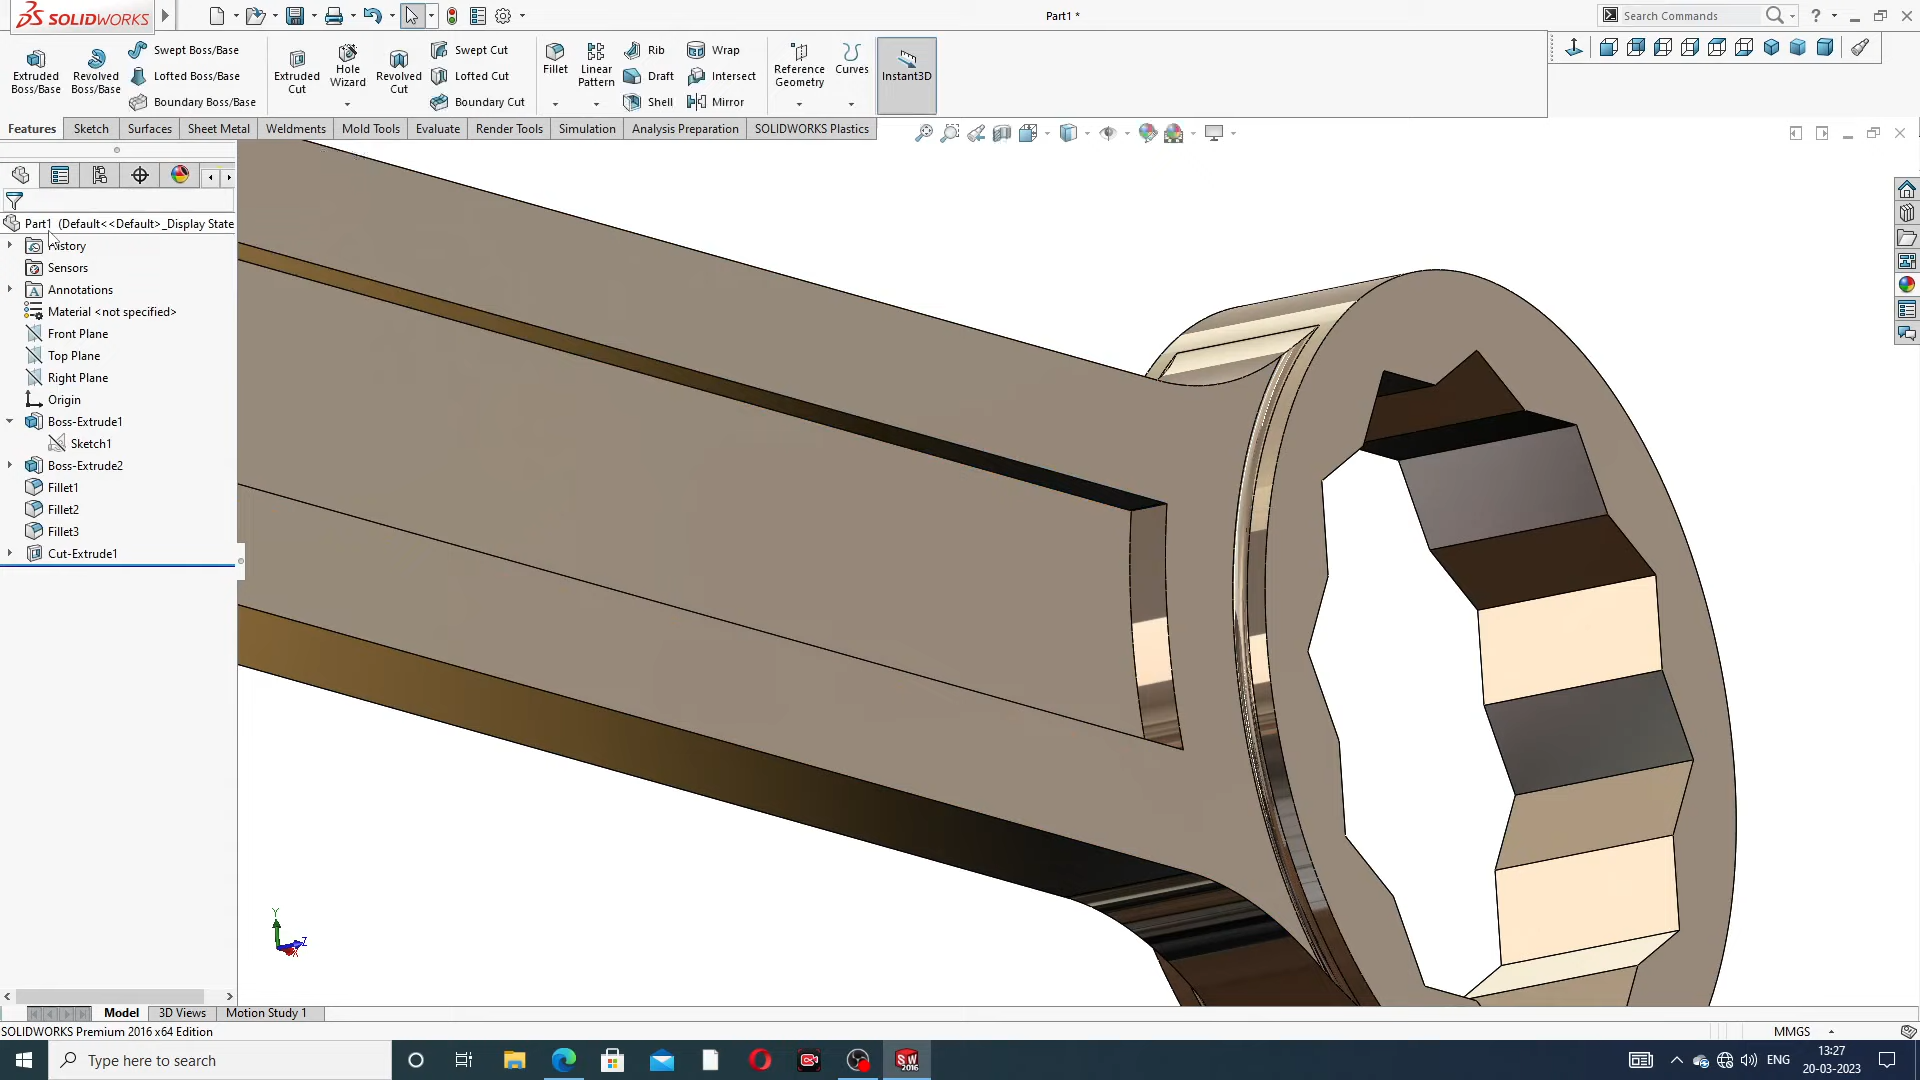 SOLIDWORKS
Part1 *
Search Commands
Extruded Boss/Base
Revolved Boss/Base
Swept Boss/Base
Lofted Boss/Base
Boundary Boss/Base
Extruded Cut
Hole Wizard
Revolved Cut
Swept Cut
Lofted Cut
Boundary Cut
Fillet
Linear Pattern
Rib
Draft
Shell
Wrap
Intersect
Mirror
Reference Geometry
Curves
Instant3D
Features
Sketch
Surfaces
Sheet Metal
Weldments
Mold Tools
Evaluate
Render Tools
Simulation
Analysis Preparation
SOLIDWORKS Plastics
Part1 (Default<<Default>_Display State
History
Sensors
Annotations
Material <not specified>
Front Plane
Top Plane
Right Plane
Origin
Boss-Extrude1
Sketch1
Boss-Extrude2
Fillet1
Fillet2
Fillet3
Cut-Extrude1
Y
Z
X
Model
3D Views
Motion Study 1
SOLIDWORKS Premium 2016 x64 Edition
MMGS
Type here to search
SW
2016
ENG
13:27
20-03-2023